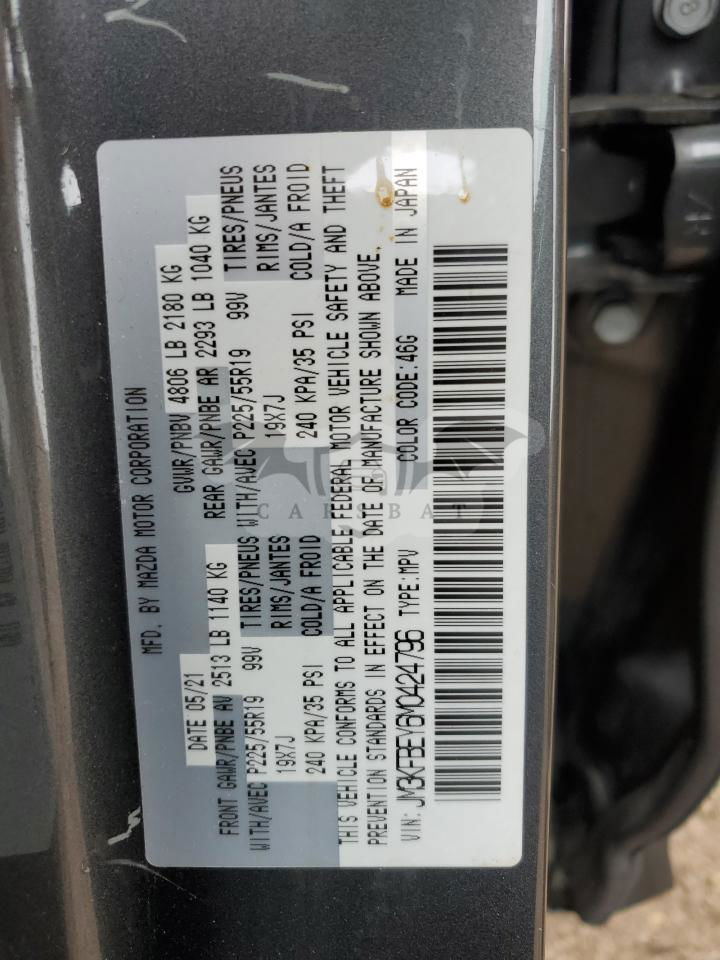 MFD. BY MAZDA MOTOR CORPORATION
DATE 05/21 GVWR/PNBV 4806 LB 2180 KG
FRONT GAWR/PNBE AV 2513 LB 1140 KG REAR GAWR/PNBE AR 2293 LB 1040 KG
WITH/AVEC P225/55R19 99V TIRES/PNEUS WITH/AVEC P225/55R19 99V TIRES/PNEUS
19X7J RIMS/JANTES 19X7J RIMS/JANTES
240 KPA/35 PSI COLD/A FROID 240 KPA/35 PSI COLD/A FROID
THIS VEHICLE CONFORMS TO ALL APPLICABLE FEDERAL MOTOR VEHICLE SAFETY AND THEFT
PREVENTION STANDARDS IN EFFECT ON THE DATE OF MANUFACTURE SHOWN ABOVE.
VIN: JM3KFBEY6M0424796 TYPE:MPV COLOR CODE:46G MADE IN JAPAN
CARSBAT
8